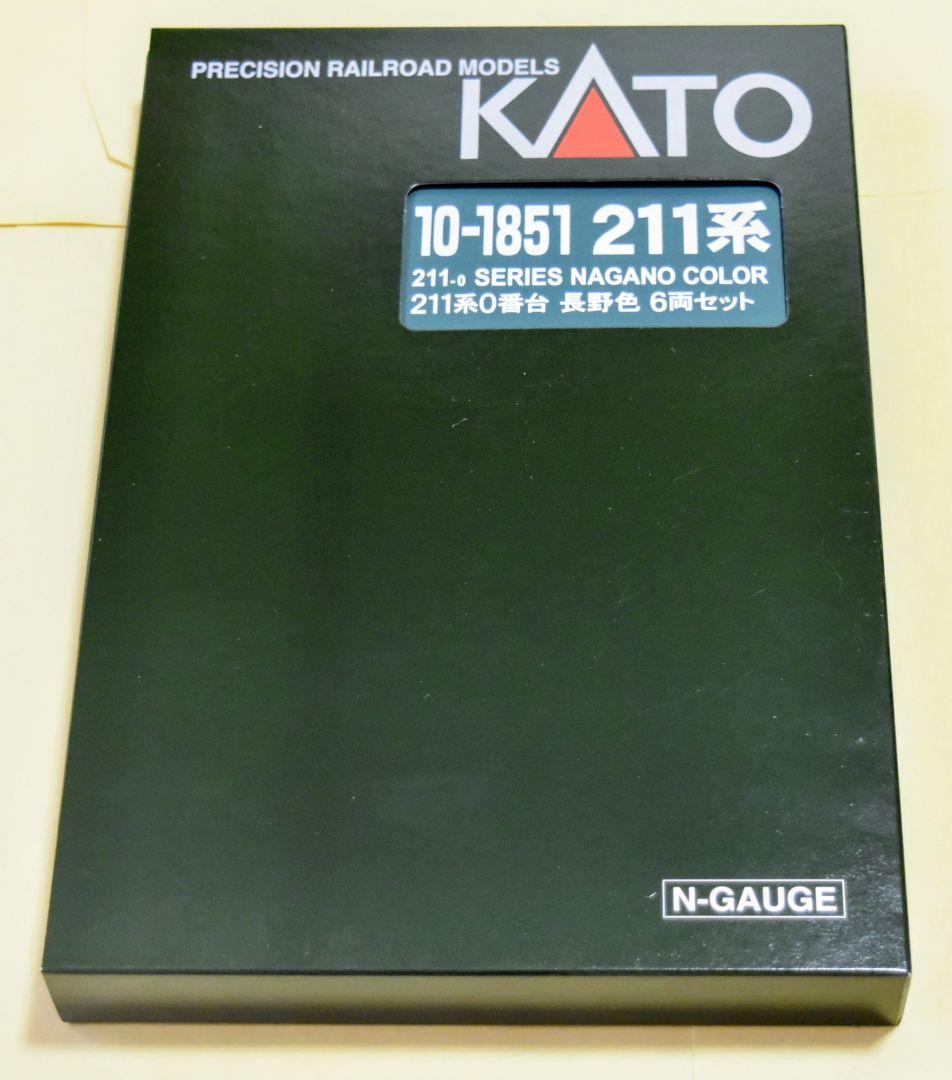 PRECISION RAILROAD MODELS
KATO
10-1851 211系
211-0 SERIES NAGANO COLOR
211系0番台 長野色 6両セット
N-GAUGE